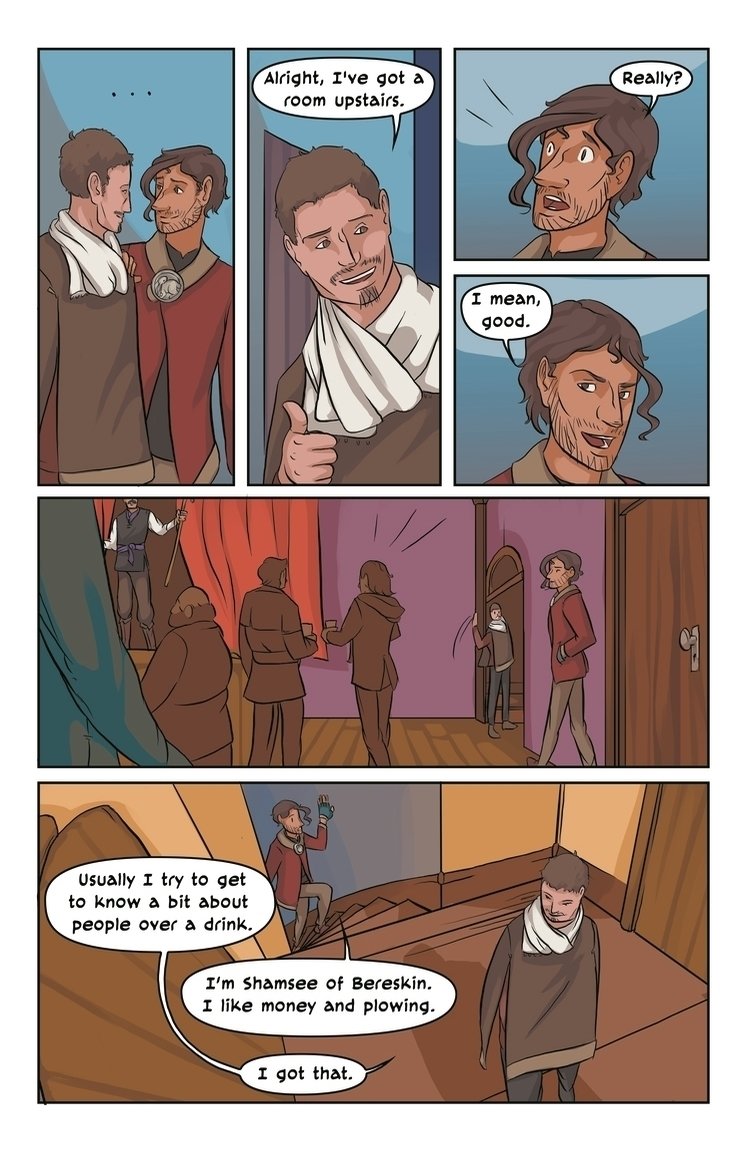 ...
Alright, I've got a
room upstairs.
Really?
I mean,
good.
Usually I try to get
to know a bit about
people over a drink.
I'm Shamsee of Bereskin.
I like money and plowing.
I got that.